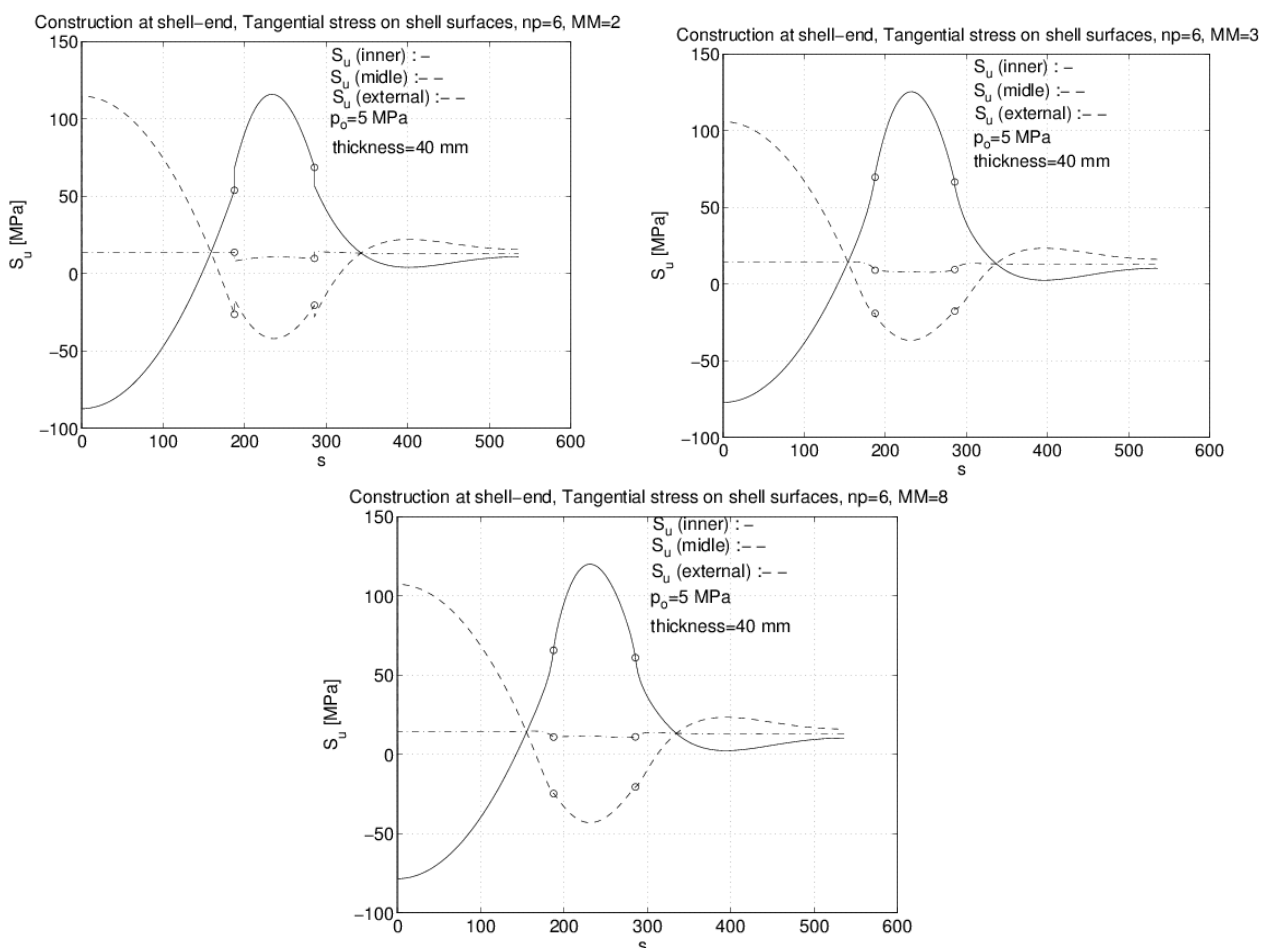 Construction at shell−end, Tangential stress on shell surfaces, np=6, MM=2
150
100
50
0
−50
−100
0 100 200 300 400 500 600
S_u [MPa]
s
S_u (inner) : −
S_u (midle) :− −
S_u (external) :− −
p_o=5 MPa
thickness=40 mm
Construction at shell−end, Tangential stress on shell surfaces, np=6, MM=3
150
100
50
0
−50
−100
0 100 200 300 400 500 600
S_u [MPa]
s
S_u (inner) : −
S_u (midle) :− −
S_u (external) :− −
p_o=5 MPa
thickness=40 mm
Construction at shell−end, Tangential stress on shell surfaces, np=6, MM=8
150
100
50
0
−50
−100
0 100 200 300 400 500 600
S_u [MPa]
s
S_u (inner) : −
S_u (midle) :− −
S_u (external) :− −
p_o=5 MPa
thickness=40 mm